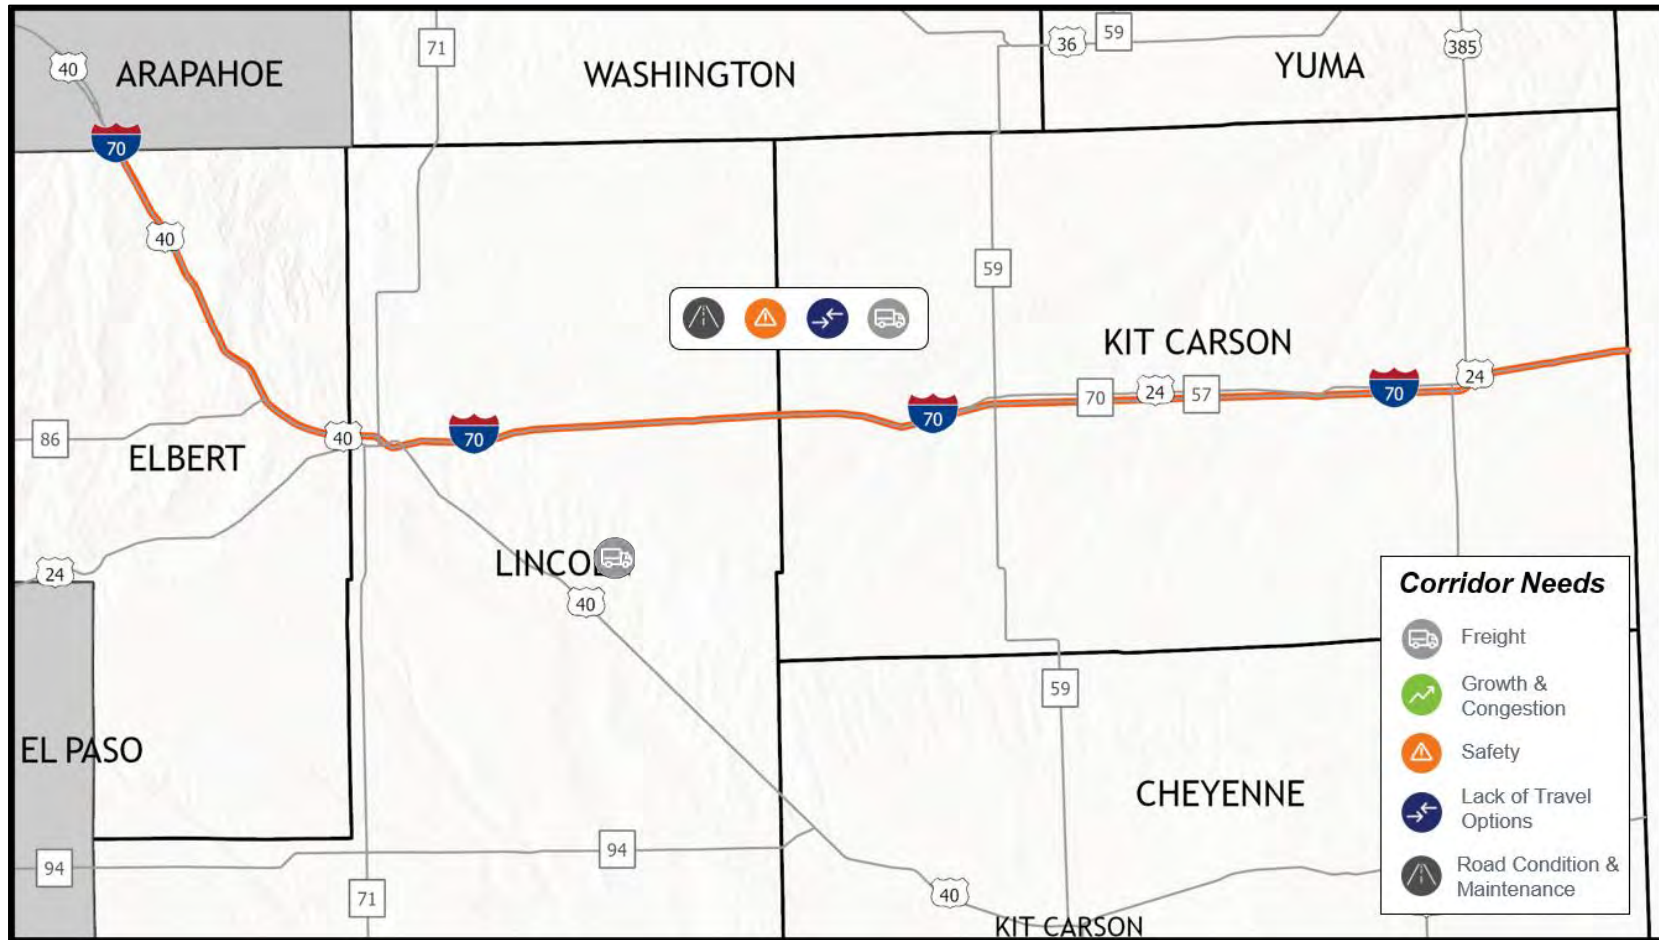 71
59
36
385
40
ARAPAHOE
WASHINGTON
YUMA
70
40
59
KIT CARSON
24
70
24
57
70
70
70
40
86
ELBERT
LINCOLN
24
40
Corridor Needs
Freight
Growth &
Congestion
Safety
Lack of Travel
Options
Road Condition &
Maintenance
59
EL PASO
CHEYENNE
94
94
71
40
KIT CARSON